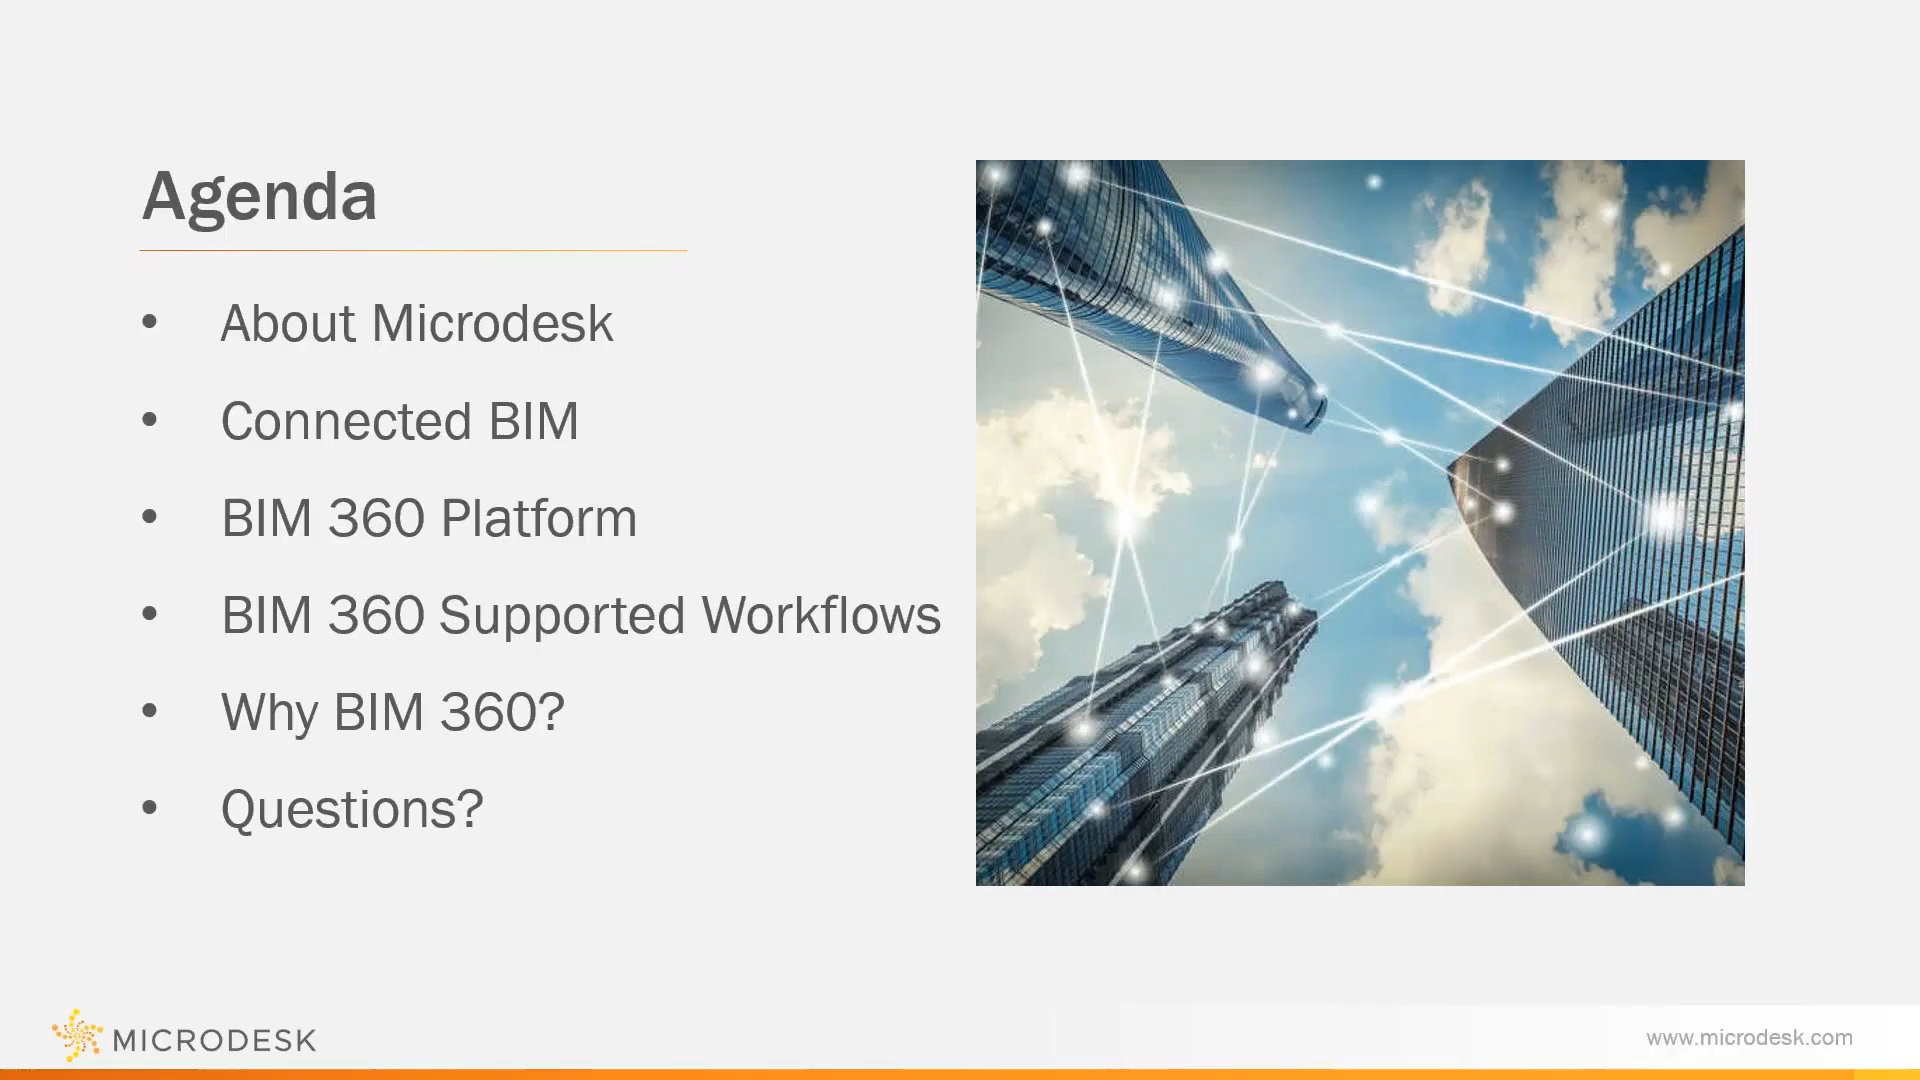 Agenda
• About Microdesk
• Connected BIM
• BIM 360 Platform
• BIM 360 Supported Workflows
• Why BIM 360?
• Questions?
MICRODESK
www.microdesk.com